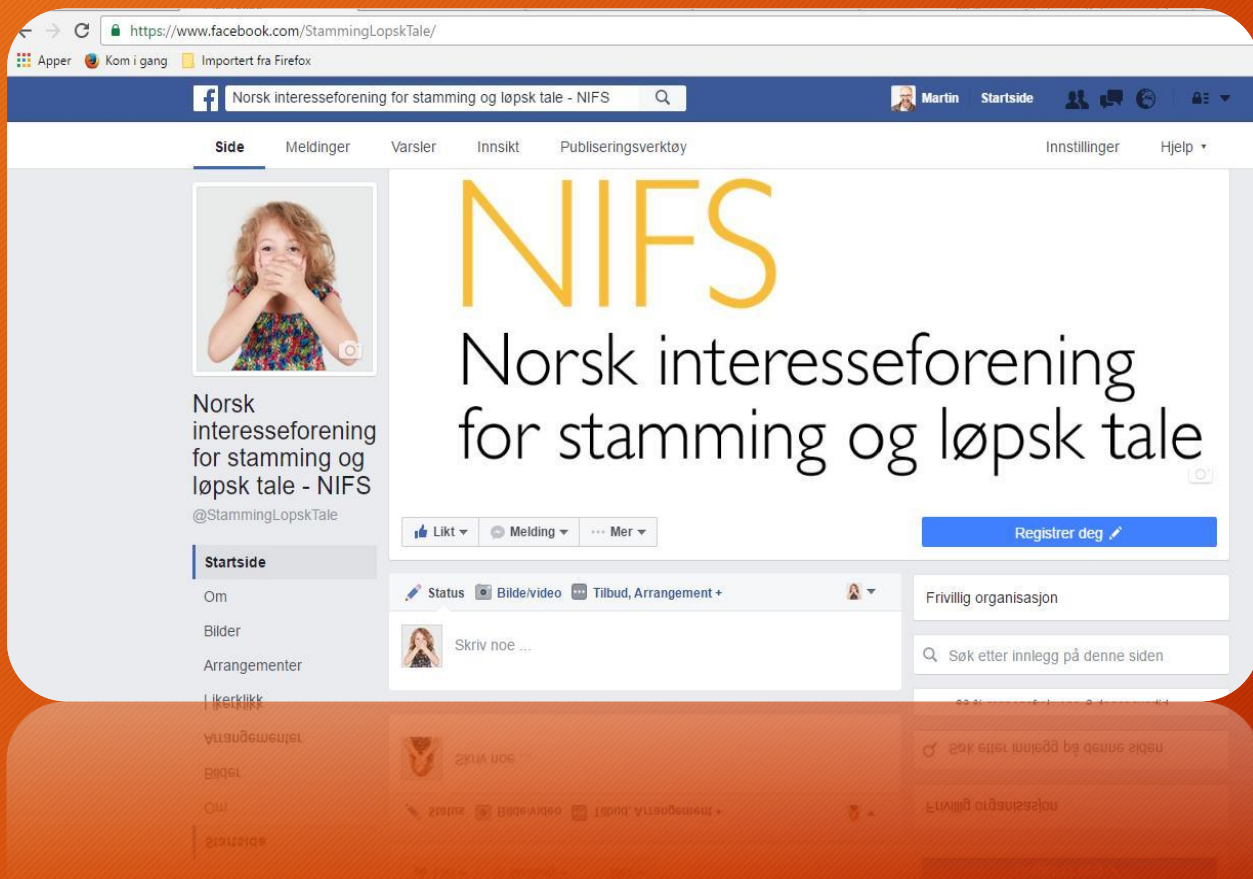 https://www.facebook.com/StammingLopskTale/
Apper Kom i gang Importert fra Firefox
Norsk interesseforening for stamming og løpsk tale - NIFS Martin Startside
Side Meldinger Varsler Innsikt Publiseringsverktøy Innstillinger Hjelp
NIFS
Norsk interesseforening
for stamming og løpsk tale
Norsk
interesseforening
for stamming og
løpsk tale - NIFS
@StammingLopskTale
Likt Melding ··· Mer Registrer deg
Startside
Om
Bilder
Arrangementer
Likerklikk
Status Bilde/video Tilbud, Arrangement +
Skriv noe ...
Frivillig organisasjon
Søk etter innlegg på denne siden